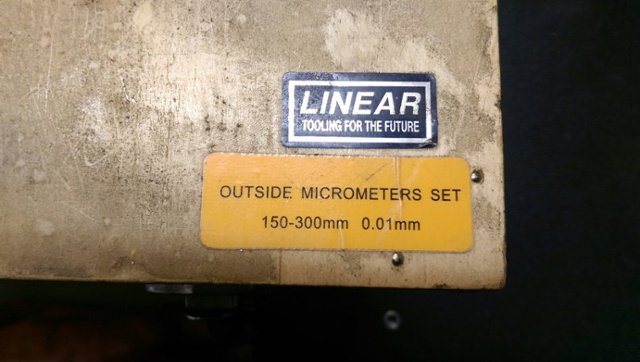 LINEAR
TOOLING FOR THE FUTURE
OUTSIDE MICROMETERS SET
150-300mm 0.01mm